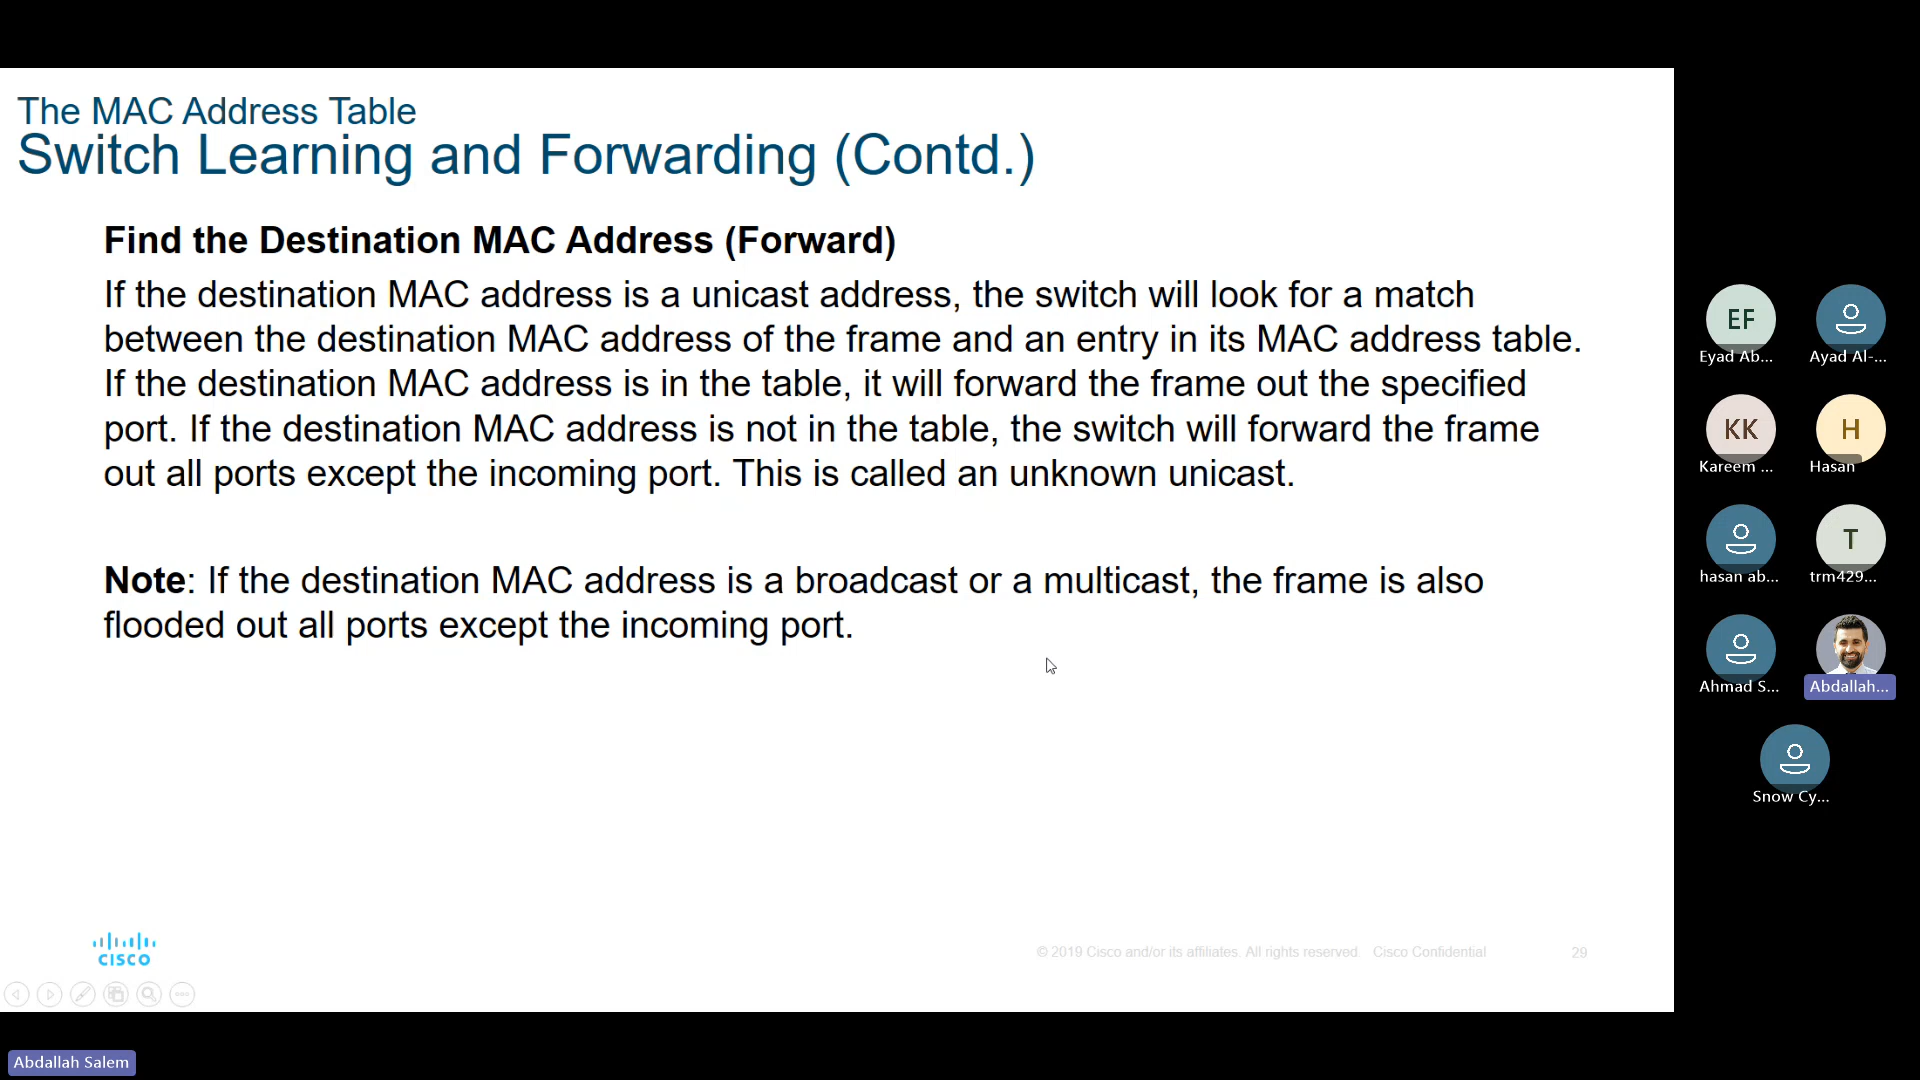 The MAC Address Table
Switch Learning and Forwarding (Contd.)
Find the Destination MAC Address (Forward)
If the destination MAC address is a unicast address, the switch will look for a match
between the destination MAC address of the frame and an entry in its MAC address table.
If the destination MAC address is in the table, it will forward the frame out the specified
port. If the destination MAC address is not in the table, the switch will forward the frame
out all ports except the incoming port. This is called an unknown unicast.
Note: If the destination MAC address is a broadcast or a multicast, the frame is also
flooded out all ports except the incoming port.
CISCO
© 2019 Cisco and/or its affiliates. All rights reserved. Cisco Confidential
29
EF
Eyad Ab...
Ayad Al-...
KK
Kareem ...
H
Hasan
hasan ab...
T
trm429...
Ahmad S...
Abdallah...
Snow Cy...
Abdallah Salem